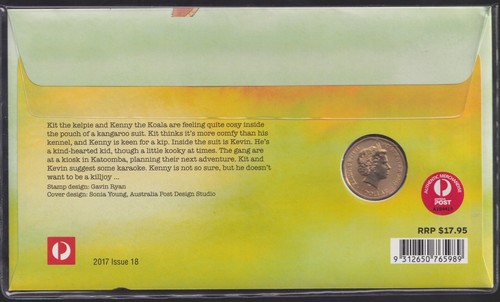 Kit the kelpie and Kenny the Koala are feeling quite cosy inside
the pouch of a kangaroo suit. Kit thinks it's more comfy than his
kennel, and Kenny is keen for a kip. Inside the suit is Kevin. He's
a kind-hearted kid, though a little kooky at times. The gang are
at a kiosk in Katoomba, planning their next adventure. Kit and
Kevin suggest some karaoke. Kenny is not so sure, but he doesn't
want to be a killjoy ...
Stamp design: Gavin Ryan
Cover design: Sonia Young, Australia Post Design Studio
2017 Issue 18
AUTHENTIC MERCHANDISE
POST
RRP $17.95
9 312650 765989